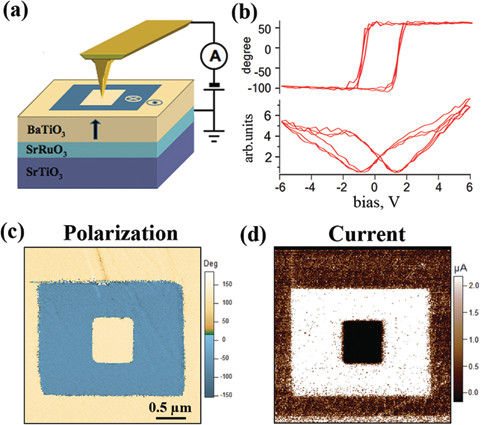 (a)
A
BaTiO3
SrRuO3
SrTiO3
(b)
degree
50
0
-50
-100
arb.units
6
4
2
-6 -4 -2 0 2 4 6
bias, V
(c) Polarization
Deg
150
100
50
0
-50
-100
-150
0.5 µm
(d) Current
µA
2.0
1.5
1.0
0.5
0.0